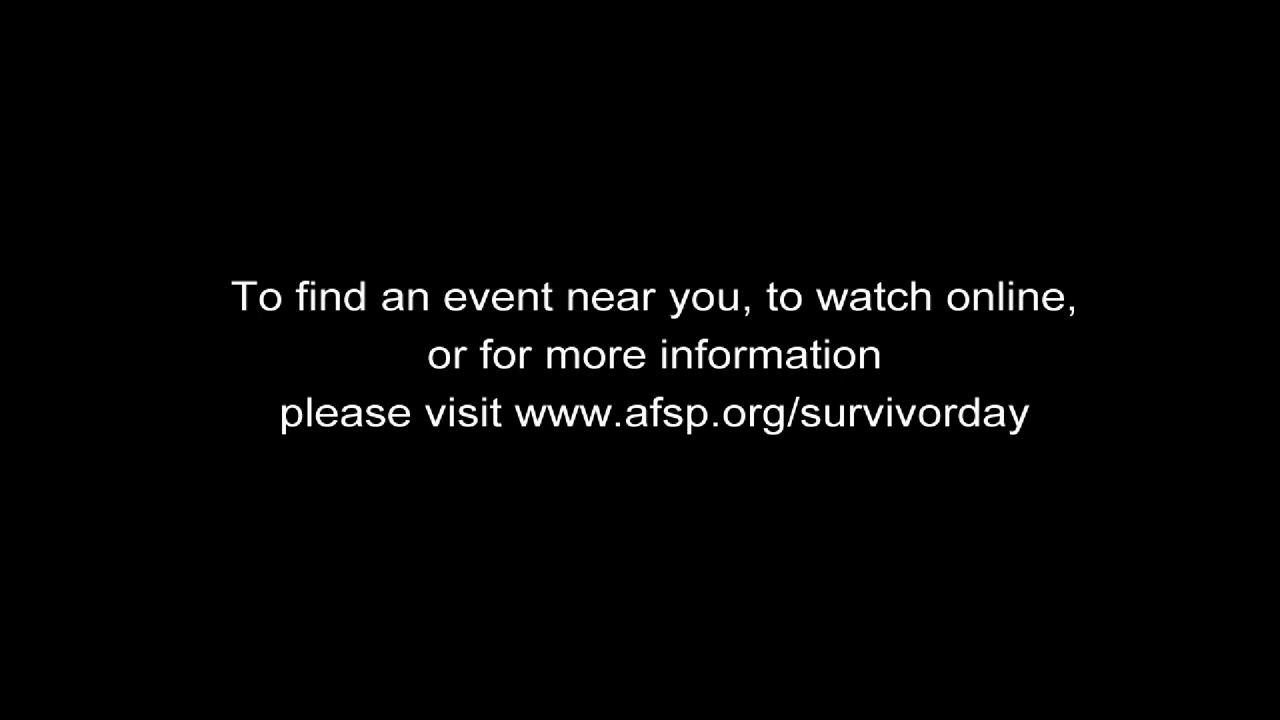 To find an event near you, to watch online,
or for more information
please visit www.afsp.org/survivorday